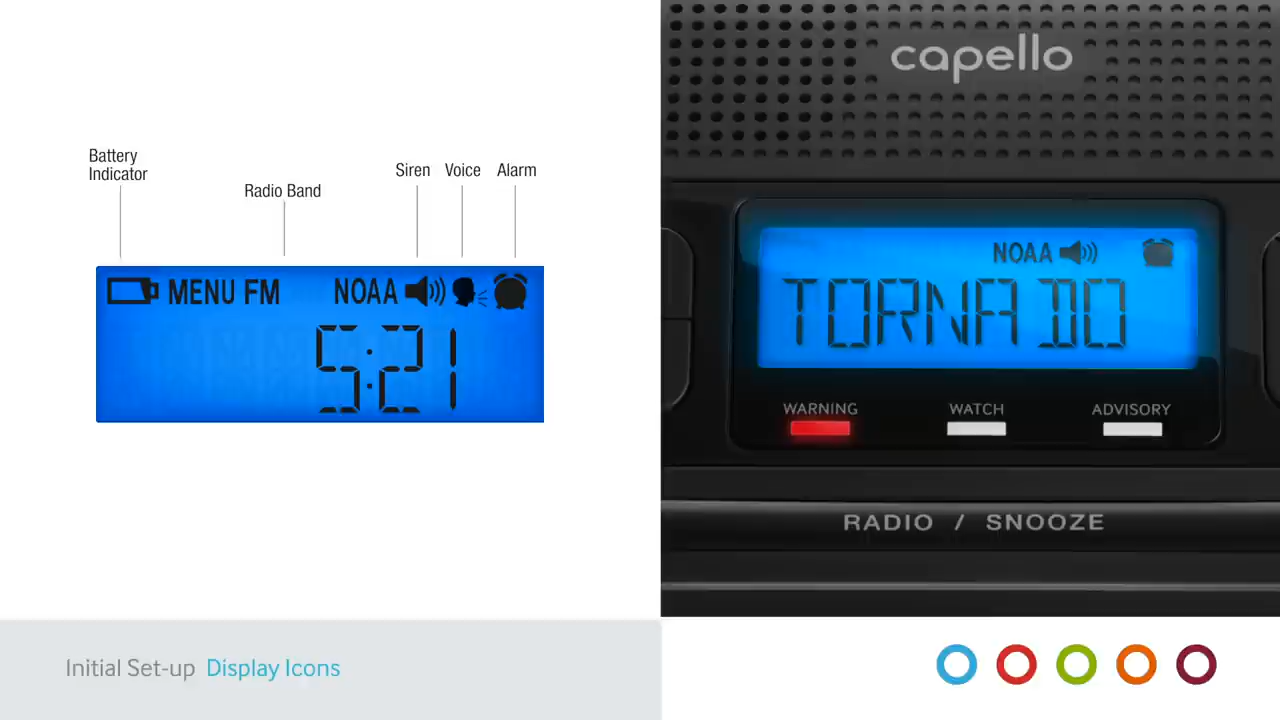 Battery
Indicator
Radio Band
Siren Voice Alarm
MENU FM NOAA
5:21
capello
NOAA
TORNADO
WARNING WATCH ADVISORY
RADIO / SNOOZE
Initial Set-up Display Icons